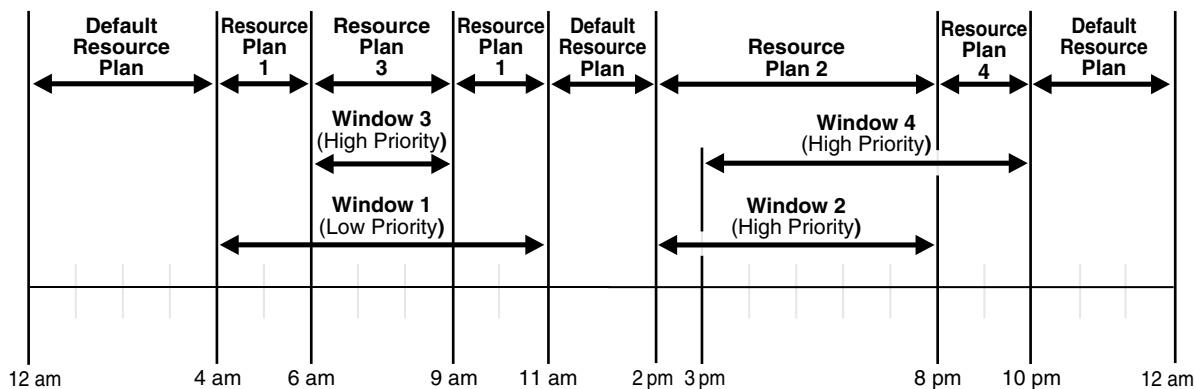 Default
Resource
Plan
Resource
Plan
1
Resource
Plan
3
Resource
Plan
1
Default
Resource
Plan
Resource
Plan 2
Resource
Plan
4
Default
Resource
Plan
Window 3
(High Priority)
Window 4
(High Priority)
Window 1
(Low Priority)
Window 2
(High Priority)
12 am
4 am
6 am
9 am
11 am
2 pm
3 pm
8 pm
10 pm
12 am